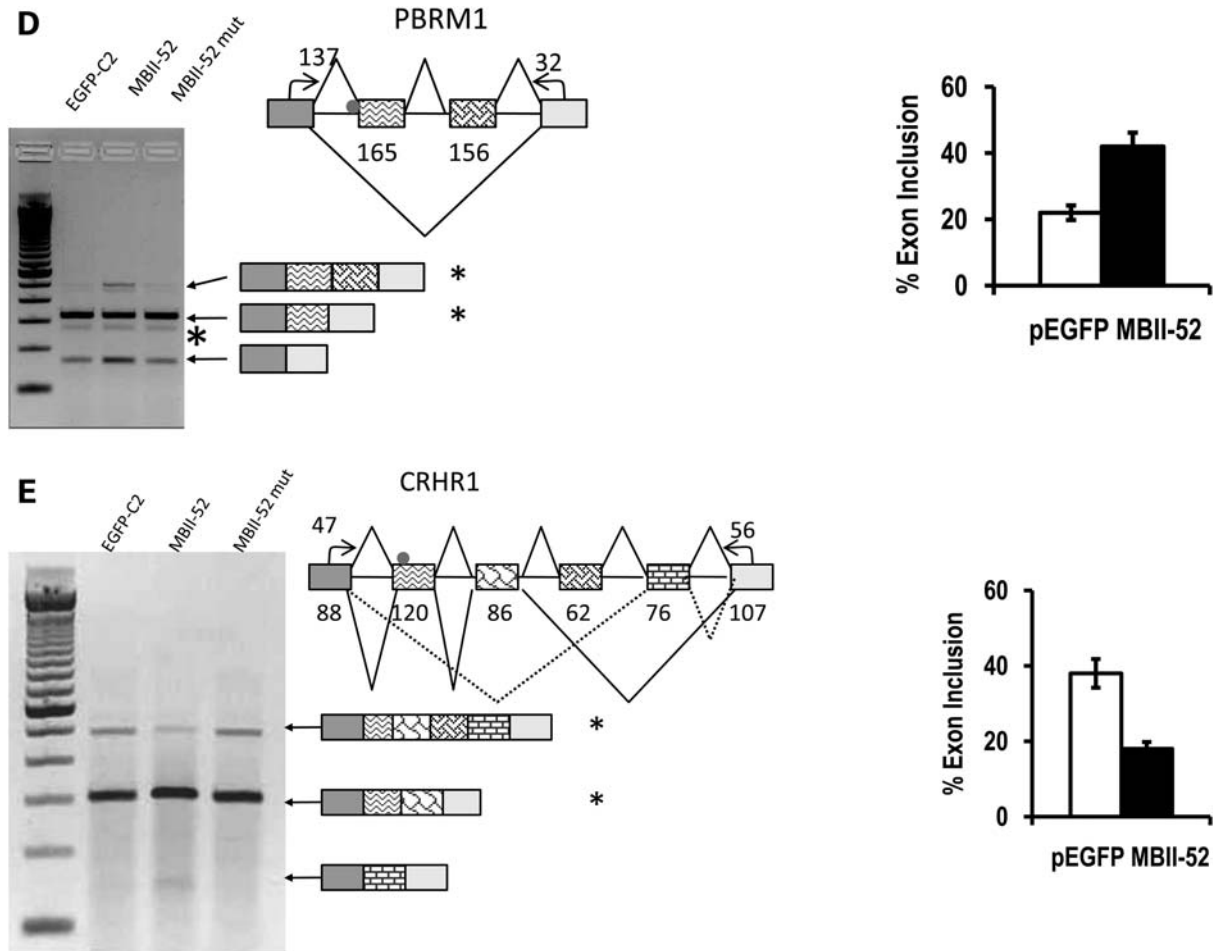 D
EGFP-C2
MBII-52
MBII-52 mut
PBRM1
137
32
165
156
*
*
*
60
40
20
0
% Exon Inclusion
pEGFP MBII-52
E
EGFP-C2
MBII-52
MBII-52 mut
CRHR1
47
56
88
120
86
62
76
107
*
*
60
40
20
0
% Exon Inclusion
pEGFP MBII-52